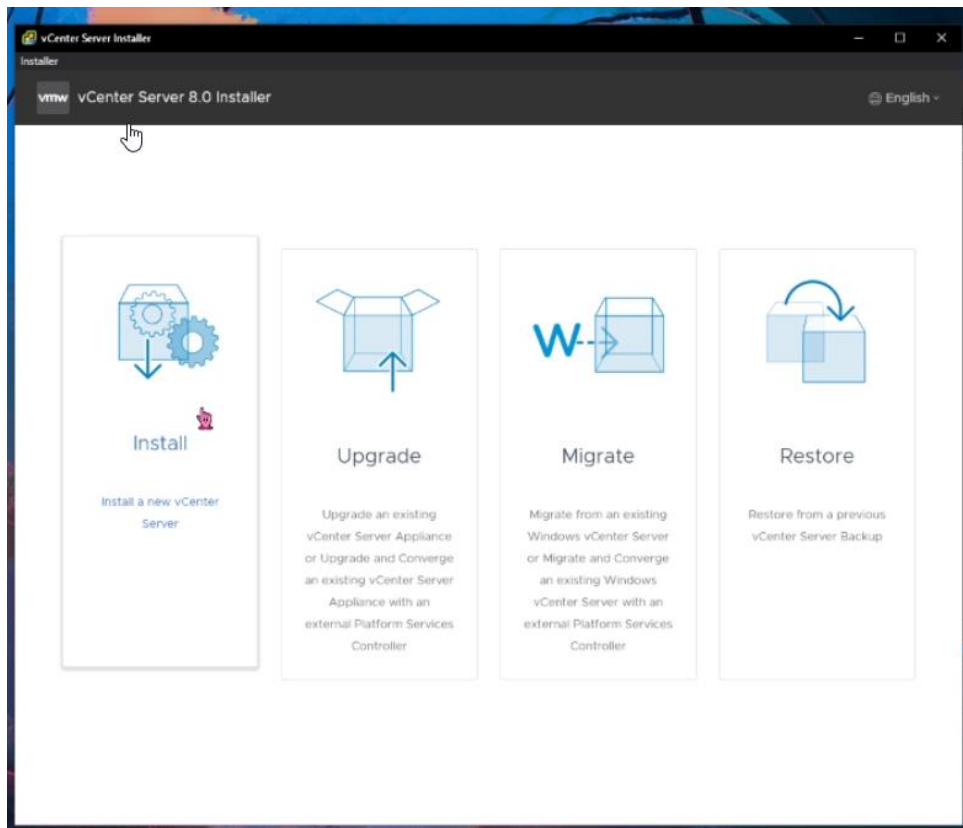 vCenter Server Installer
Installer
vmw vCenter Server 8.0 Installer
English
Install
Install a new vCenter
Server
Upgrade
Upgrade an existing
vCenter Server Appliance
or Upgrade and Converge
an existing vCenter Server
Appliance with an
external Platform Services
Controller
W
Migrate
Migrate from an existing
Windows vCenter Server
or Migrate and Converge
an existing Windows
vCenter Server with an
external Platform Services
Controller
Restore
Restore from a previous
vCenter Server Backup